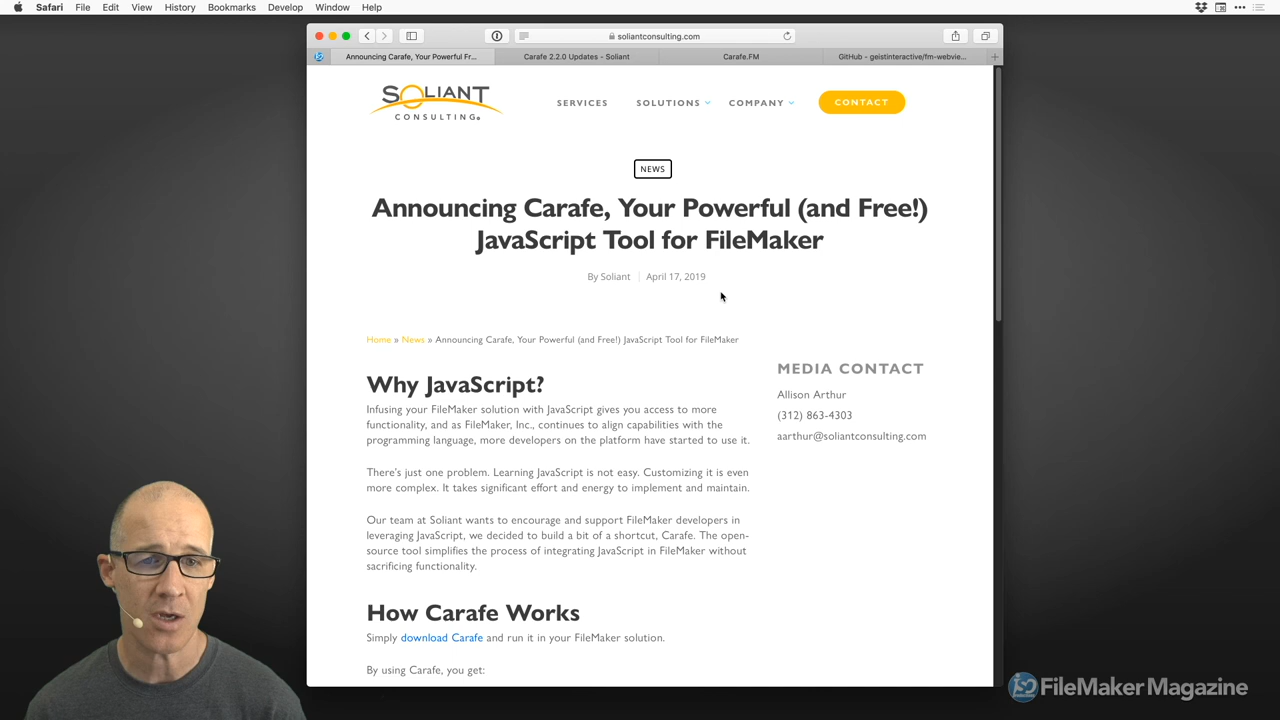 Safari File Edit View History Bookmarks Develop Window Help
soliantconsulting.com
Announcing Carafe, Your Powerful Fr... Carafe 2.2.0 Updates - Soliant Carafe.FM GitHub - geistinteractive/fm-webvie...
SOLIANT
CONSULTING
SERVICES SOLUTIONS COMPANY CONTACT
NEWS
Announcing Carafe, Your Powerful (and Free!)
JavaScript Tool for FileMaker
By Soliant April 17, 2019
Home » News » Announcing Carafe, Your Powerful (and Free!) JavaScript Tool for FileMaker
Why JavaScript?
Infusing your FileMaker solution with JavaScript gives you access to more
functionality, and as FileMaker, Inc., continues to align capabilities with the
programming language, more developers on the platform have started to use it.
There's just one problem. Learning JavaScript is not easy. Customizing it is even
more complex. It takes significant effort and energy to implement and maintain.
Our team at Soliant wants to encourage and support FileMaker developers in
leveraging JavaScript, we decided to build a bit of a shortcut, Carafe. The open-
source tool simplifies the process of integrating JavaScript in FileMaker without
sacrificing functionality.
How Carafe Works
Simply download Carafe and run it in your FileMaker solution.
By using Carafe, you get:
MEDIA CONTACT
Allison Arthur
(312) 863-4303
aarthur@soliantconsulting.com
FileMaker Magazine